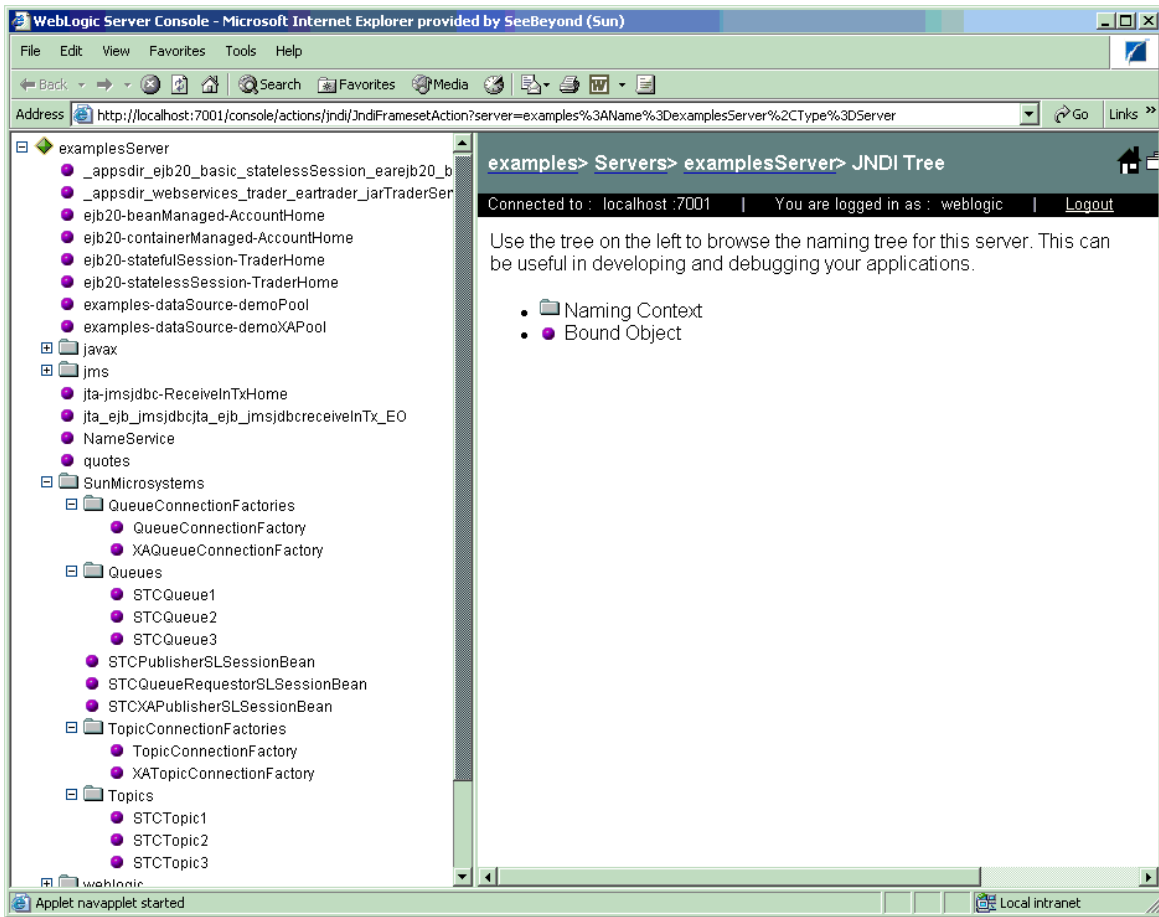 WebLogic Server Console - Microsoft Internet Explorer provided by SeeBeyond (Sun)
File Edit View Favorites Tools Help
Back Search Favorites Media
Address http://localhost:7001/console/actions/jndi/JndiFramesetAction?server=examples%3AName%3DexamplesServer%2CType%3DServer Go Links »
examplesServer
_appsdir_ejb20_basic_statelessSession_earejb20_b
_appsdir_webservices_trader_eartrader_jarTraderSer
ejb20-beanManaged-AccountHome
ejb20-containerManaged-AccountHome
ejb20-statefulSession-TraderHome
ejb20-statelessSession-TraderHome
examples-dataSource-demoPool
examples-dataSource-demoXAPool
javax
jms
jta-jmsjdbc-ReceiveInTxHome
jta_ejb_jmsjdbcjta_ejb_jmsjdbcreceiveInTx_EO
NameService
quotes
SunMicrosystems
QueueConnectionFactories
QueueConnectionFactory
XAQueueConnectionFactory
Queues
STCQueue1
STCQueue2
STCQueue3
STCPublisherSLSessionBean
STCQueueRequestorSLSessionBean
STCXAPublisherSLSessionBean
TopicConnectionFactories
TopicConnectionFactory
XATopicConnectionFactory
Topics
STCTopic1
STCTopic2
STCTopic3
weblogic
examples> Servers> examplesServer> JNDI Tree
Connected to : localhost :7001 | You are logged in as : weblogic | Logout
Use the tree on the left to browse the naming tree for this server. This can
be useful in developing and debugging your applications.
Naming Context
Bound Object
Applet navapplet started Local intranet